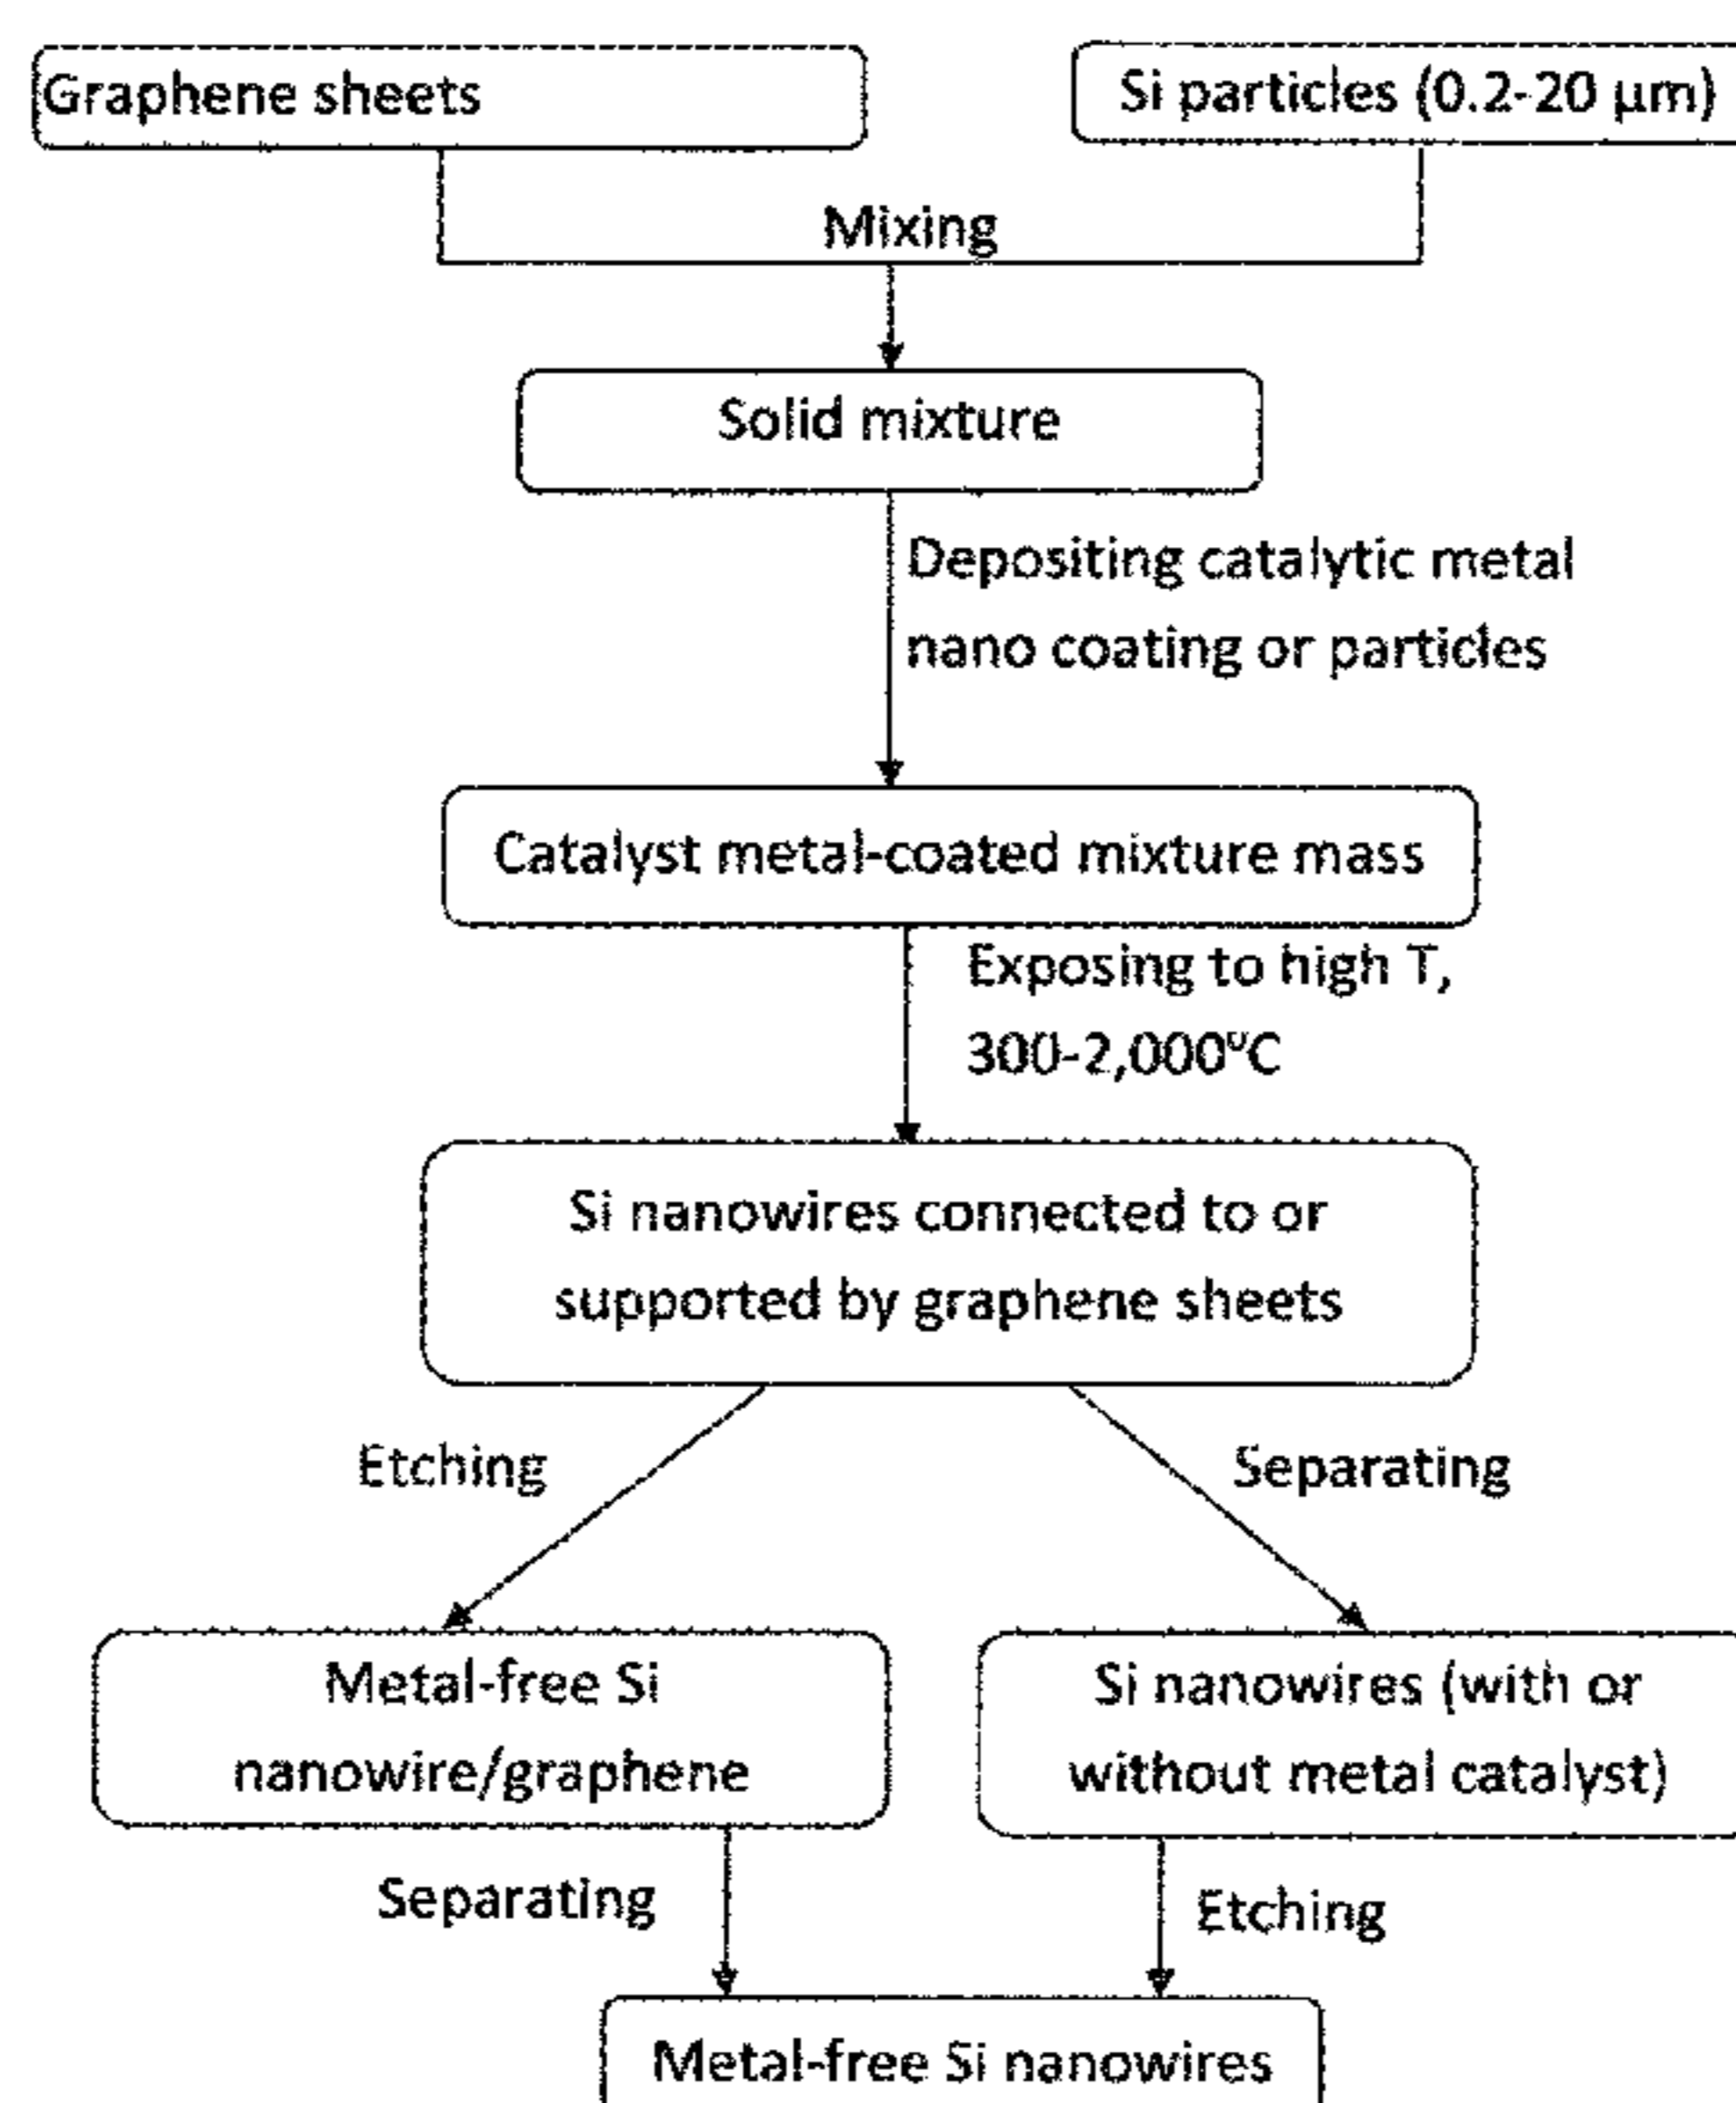 Graphene sheets
Si particles (0.2-20 µm)
Mixing
Solid mixture
Depositing catalytic metal
nano coating or particles
Catalyst metal-coated mixture mass
Exposing to high T,
300-2,000°C
Si nanowires connected to or
supported by graphene sheets
Etching
Separating
Metal-free Si
nanowire/graphene
Si nanowires (with or
without metal catalyst)
Separating
Etching
Metal-free Si nanowires